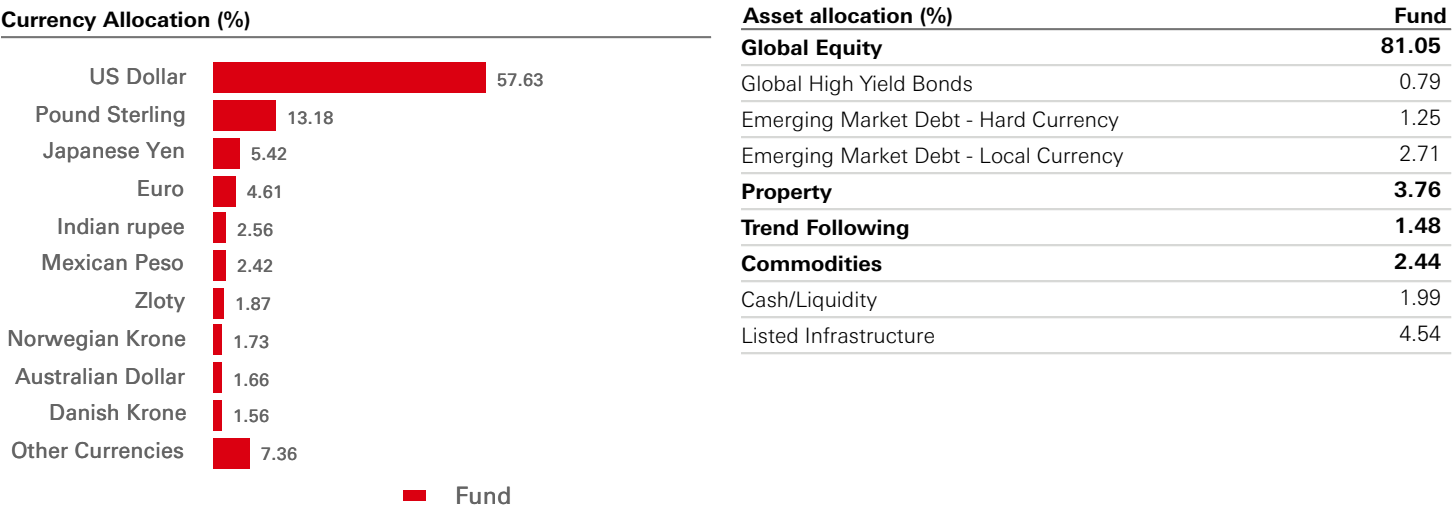 Currency Allocation (%)
US Dollar 57.63
Pound Sterling 13.18
Japanese Yen 5.42
Euro 4.61
Indian rupee 2.56
Mexican Peso 2.42
Zloty 1.87
Norwegian Krone 1.73
Australian Dollar 1.66
Danish Krone 1.56
Other Currencies 7.36
Fund
Asset allocation (%) Fund
Global Equity 81.05
Global High Yield Bonds 0.79
Emerging Market Debt - Hard Currency 1.25
Emerging Market Debt - Local Currency 2.71
Property 3.76
Trend Following 1.48
Commodities 2.44
Cash/Liquidity 1.99
Listed Infrastructure 4.54